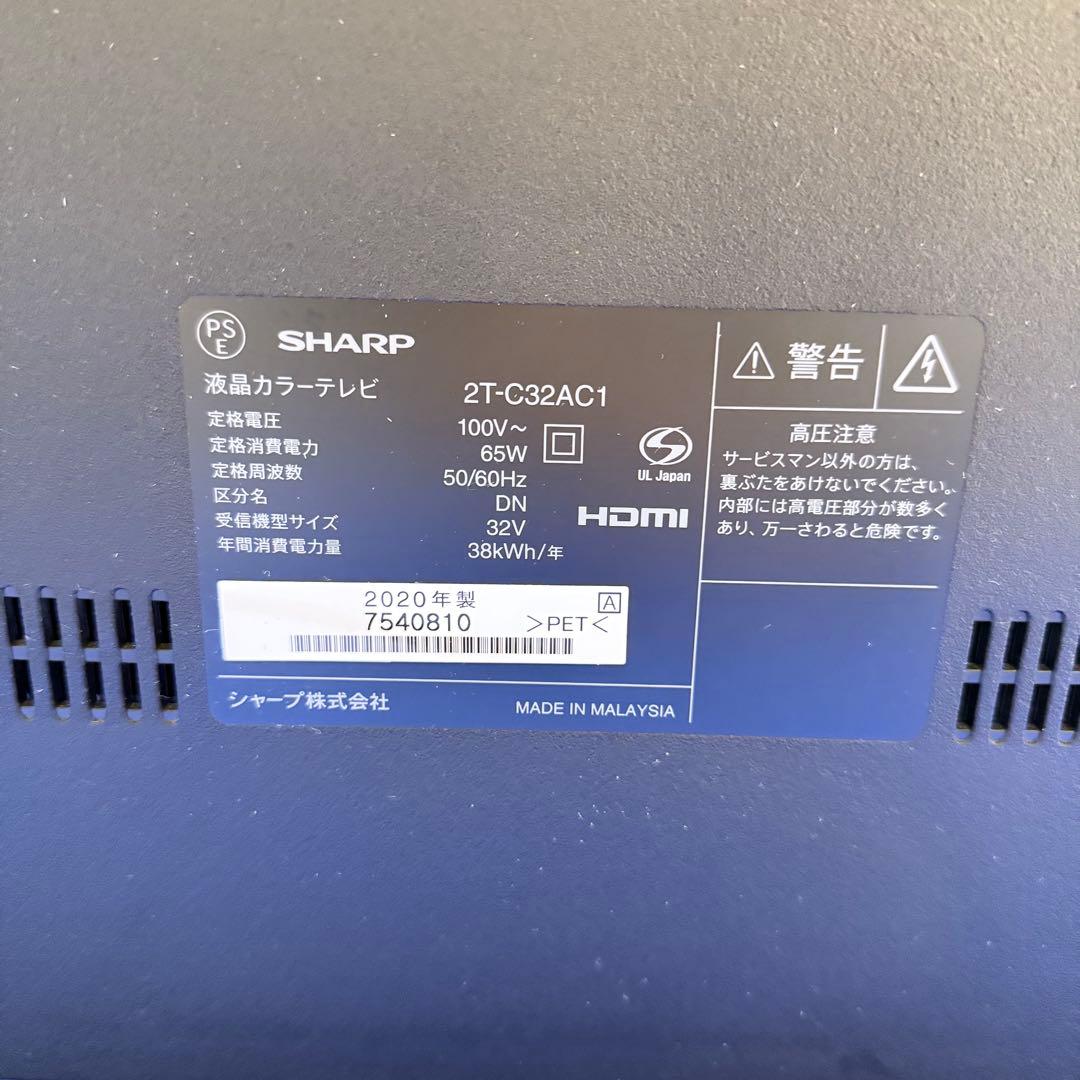 PS
E
SHARP
液晶カラーテレビ 2T-C32AC1
定格電圧 100V～
定格消費電力 65W
定格周波数 50/60Hz
区分名 DN
受信機型サイズ 32V
年間消費電力量 38kWh/年
UL Japan
HDMI
2020年製 A
7540810 >PET<
シャープ株式会社 MADE IN MALAYSIA
警告
高圧注意
サービスマン以外の方は、
裏ぶたをあけないでください。
内部には高電圧部分が数多く
あり、万一さわると危険です。